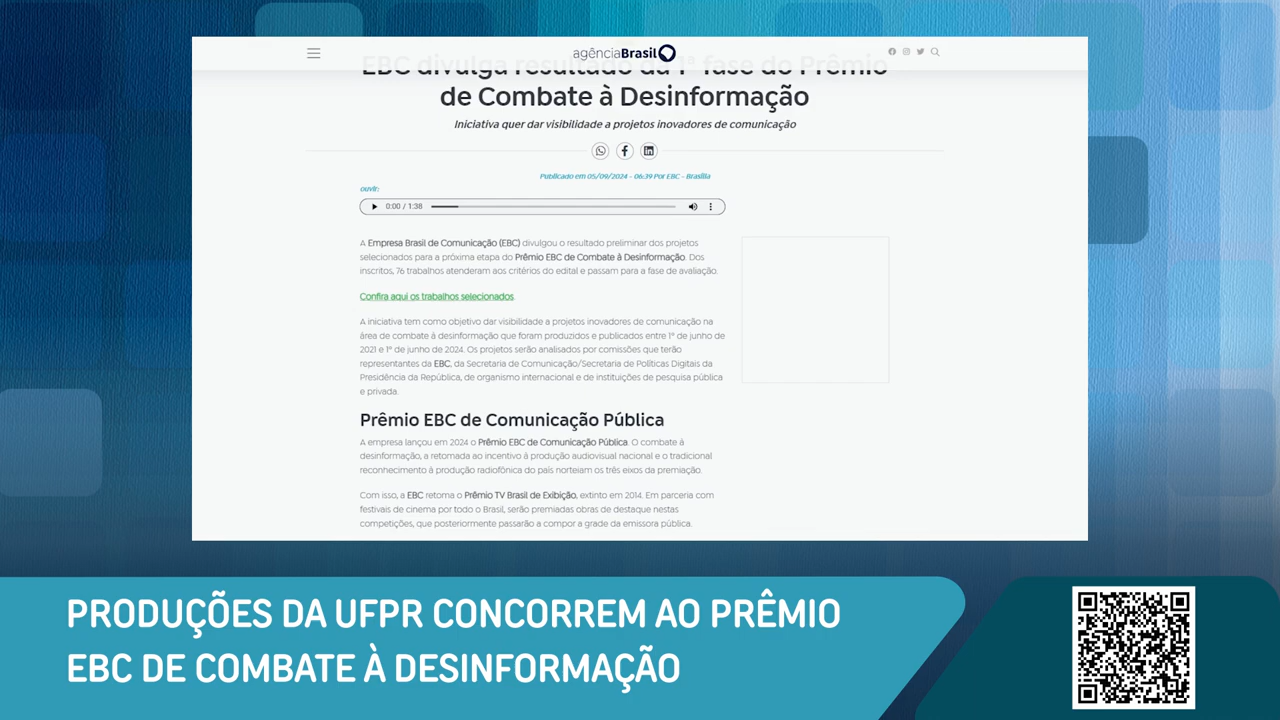 agênciaBrasil
EBC divulga resultado da 1ª fase do Prêmio
de Combate à Desinformação
Iniciativa quer dar visibilidade a projetos inovadores de comunicação
Publicado em 05/09/2024 - 06:39 Por EBC - Brasília
ouvir:
0:00 / 1:38
A Empresa Brasil de Comunicação (EBC) divulgou o resultado preliminar dos projetos
selecionados para a próxima etapa do Prêmio EBC de Combate à Desinformação. Dos
inscritos, 76 trabalhos atenderam aos critérios do edital e passam para a fase de avaliação.
Confira aqui os trabalhos selecionados.
A iniciativa tem como objetivo dar visibilidade a projetos inovadores de comunicação na
área de combate à desinformação que foram produzidos e publicados entre 1º de junho de
2021 e 1º de junho de 2024. Os projetos serão analisados por comissões que terão
representantes da EBC, da Secretaria de Comunicação/Secretaria de Políticas Digitais da
Presidência da República, de organismo internacional e de instituições de pesquisa pública
e privada.
Prêmio EBC de Comunicação Pública
A empresa lançou em 2024 o Prêmio EBC de Comunicação Pública. O combate à
desinformação, a retomada ao incentivo à produção audiovisual nacional e o tradicional
reconhecimento à produção radiofônica do país norteiam os três eixos da premiação.
Com isso, a EBC retoma o Prêmio TV Brasil de Exibição, extinto em 2014. Em parceria com
festivais de cinema por todo o Brasil, serão premiadas obras de destaque nestas
competições, que posteriormente passarão a compor a grade da emissora pública.
PRODUÇÕES DA UFPR CONCORREM AO PRÊMIO
EBC DE COMBATE À DESINFORMAÇÃO